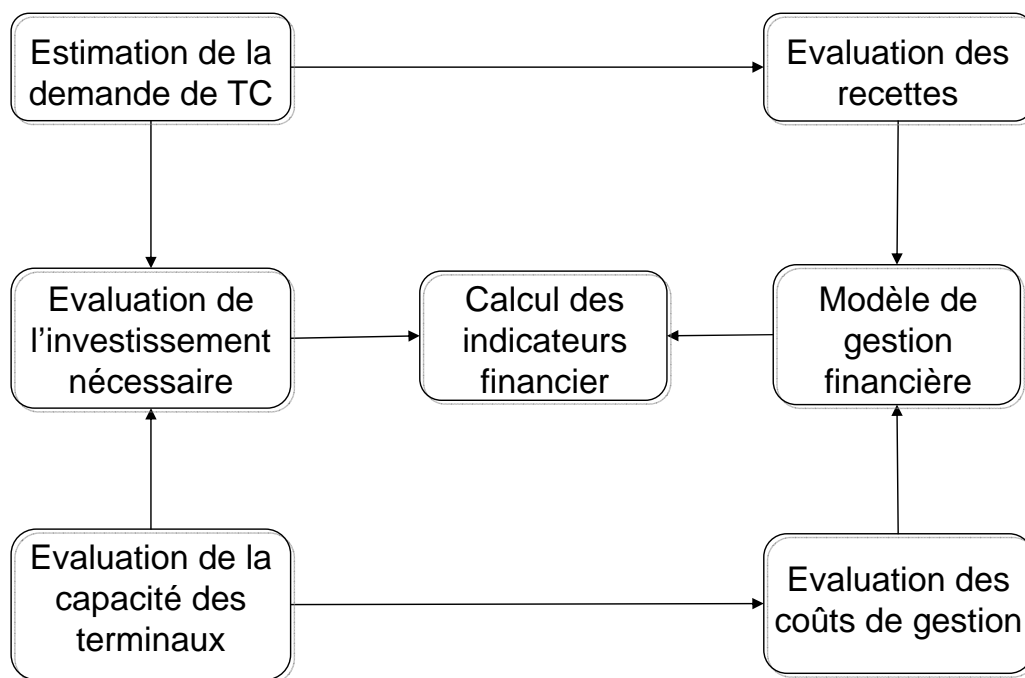 Estimation de la
demande de TC
Evaluation des
recettes
Evaluation de
l'investissement
nécessaire
Calcul des
indicateurs
financier
Modèle de
gestion
financière
Evaluation de la
capacité des
terminaux
Evaluation des
coûts de gestion